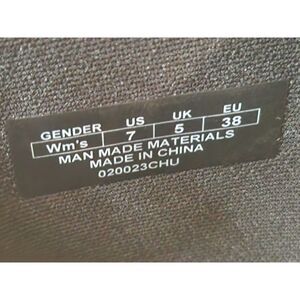 GENDER US UK EU
Wm's 7 5 38
MAN MADE MATERIALS
MADE IN CHINA
020023CHU